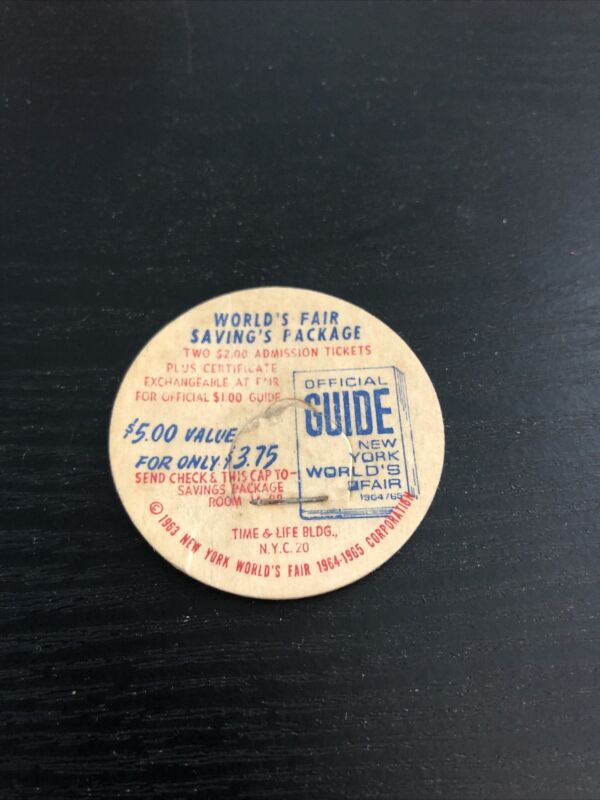 WORLD'S FAIR
SAVING'S PACKAGE
TWO $2.00 ADMISSION TICKETS
PLUS CERTIFICATE
EXCHANGEABLE AT FAIR
FOR OFFICIAL $1.00 GUIDE
$5.00 VALUE
FOR ONLY $3.75
SEND CHECK & THIS CAP TO-
SAVINGS PACKAGE
ROOM
TIME & LIFE BLDG.,
N.Y.C. 20
© 1963 NEW YORK WORLD'S FAIR 1964-1965 CORPORATION
OFFICIAL
GUIDE
NEW
YORK
WORLD'S
FAIR
1964/65